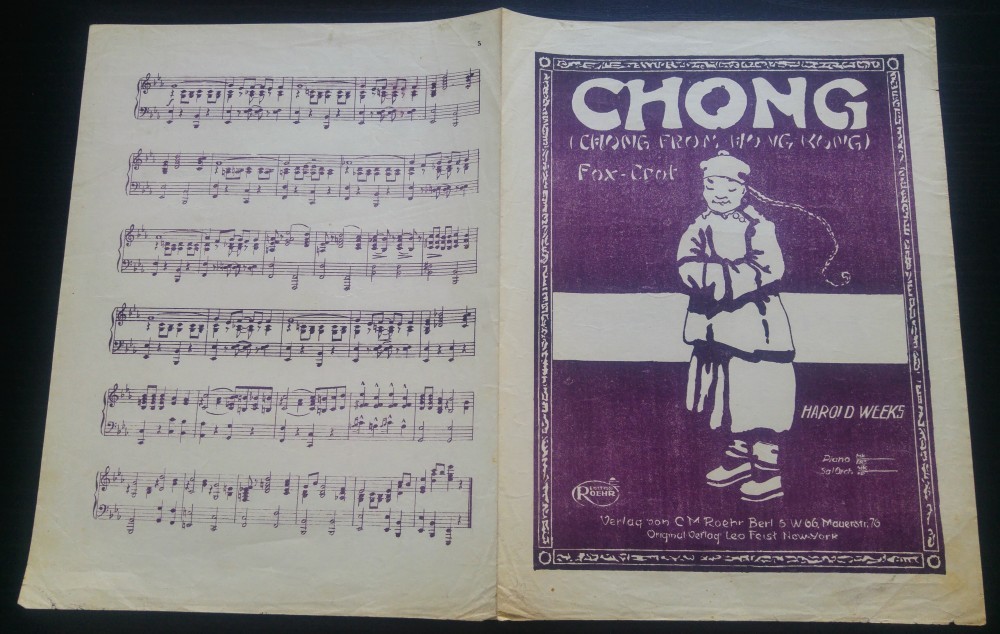 5
CHONG
(CHONG FROM HONG KONG)
Fox-Trot
HAROLD WEEKS
Piano
Sal.Orch.
EDITION
ROEHR
Verlag von C M Roehr Berl. S.W 66, Mauerstr. 76
Original Verlag Leo Feist New-York